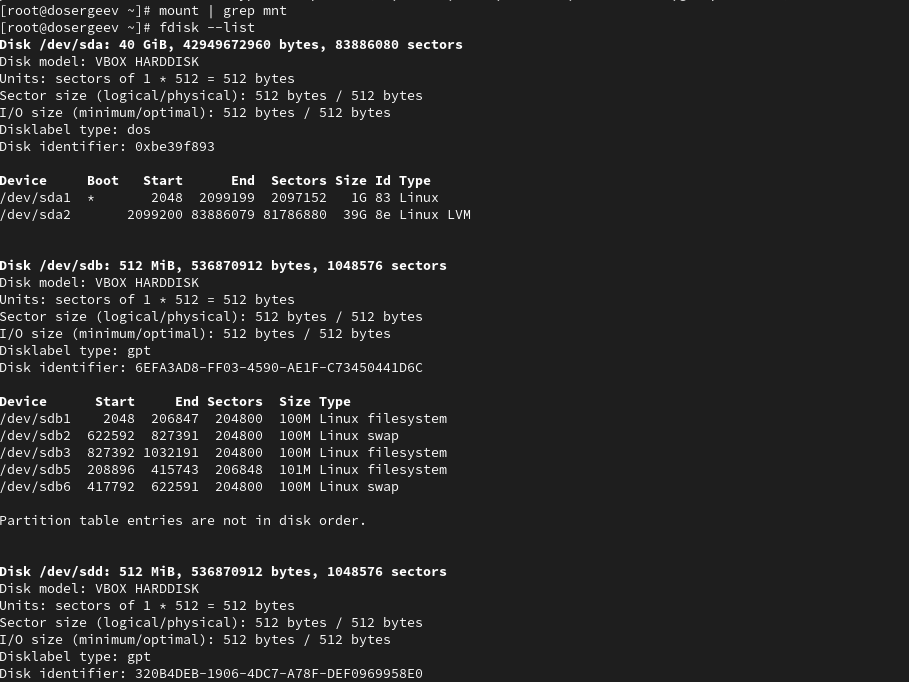 [root@dosergeev ~]# mount | grep mnt
[root@dosergeev ~]# fdisk --list
Disk /dev/sda: 40 GiB, 42949672960 bytes, 83886080 sectors
Disk model: VBOX HARDDISK
Units: sectors of 1 * 512 = 512 bytes
Sector size (logical/physical): 512 bytes / 512 bytes
I/O size (minimum/optimal): 512 bytes / 512 bytes
Disklabel type: dos
Disk identifier: 0xbe39f893
Device     Boot   Start      End  Sectors Size Id Type
/dev/sda1  *       2048  2099199  2097152   1G 83 Linux
/dev/sda2       2099200 83886079 81786880  39G 8e Linux LVM
Disk /dev/sdb: 512 MiB, 536870912 bytes, 1048576 sectors
Disk model: VBOX HARDDISK
Units: sectors of 1 * 512 = 512 bytes
Sector size (logical/physical): 512 bytes / 512 bytes
I/O size (minimum/optimal): 512 bytes / 512 bytes
Disklabel type: gpt
Disk identifier: 6EFA3AD8-FF03-4590-AE1F-C73450441D6C
Device      Start     End Sectors  Size Type
/dev/sdb1    2048  206847  204800  100M Linux filesystem
/dev/sdb2  622592  827391  204800  100M Linux swap
/dev/sdb3  827392 1032191  204800  100M Linux filesystem
/dev/sdb5  208896  415743  206848  101M Linux filesystem
/dev/sdb6  417792  622591  204800  100M Linux swap
Partition table entries are not in disk order.
Disk /dev/sdd: 512 MiB, 536870912 bytes, 1048576 sectors
Disk model: VBOX HARDDISK
Units: sectors of 1 * 512 = 512 bytes
Sector size (logical/physical): 512 bytes / 512 bytes
I/O size (minimum/optimal): 512 bytes / 512 bytes
Disklabel type: gpt
Disk identifier: 320B4DEB-1906-4DC7-A78F-DEF0969958E0